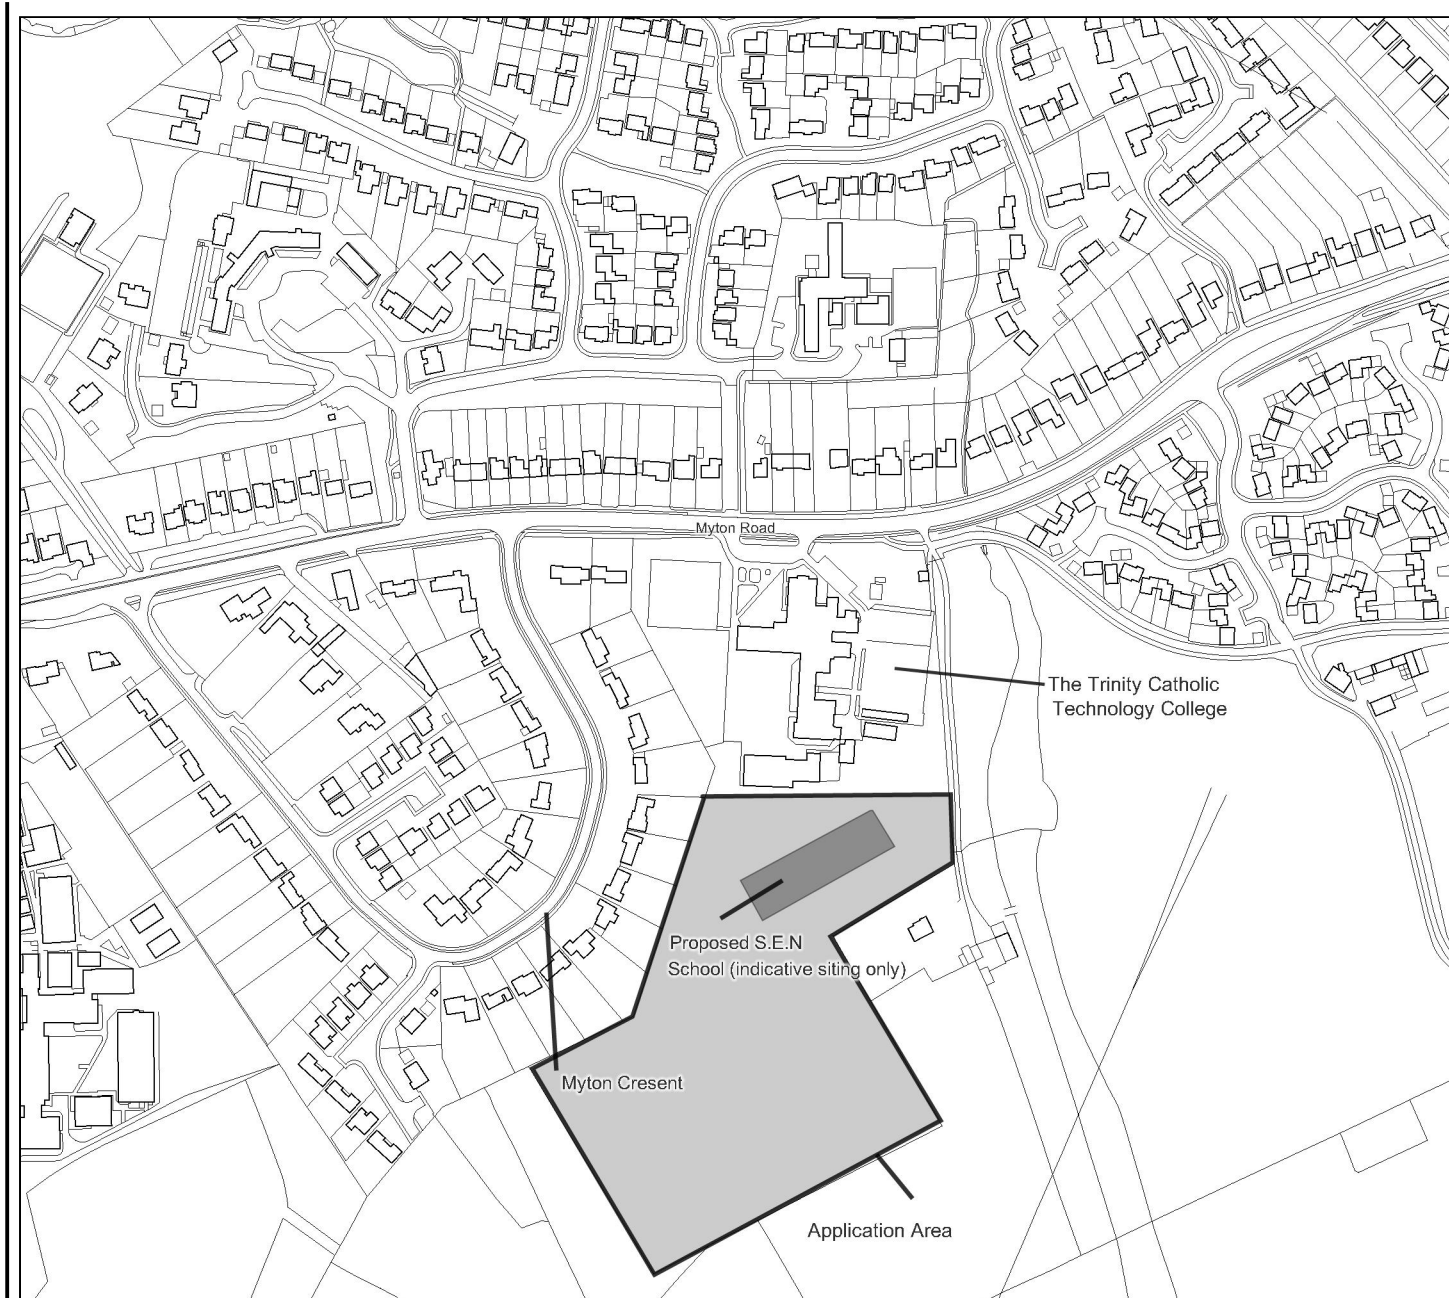 Myton Road
The Trinity Catholic
Technology College
Proposed S.E.N
School (indicative siting only)
Myton Cresent
Application Area